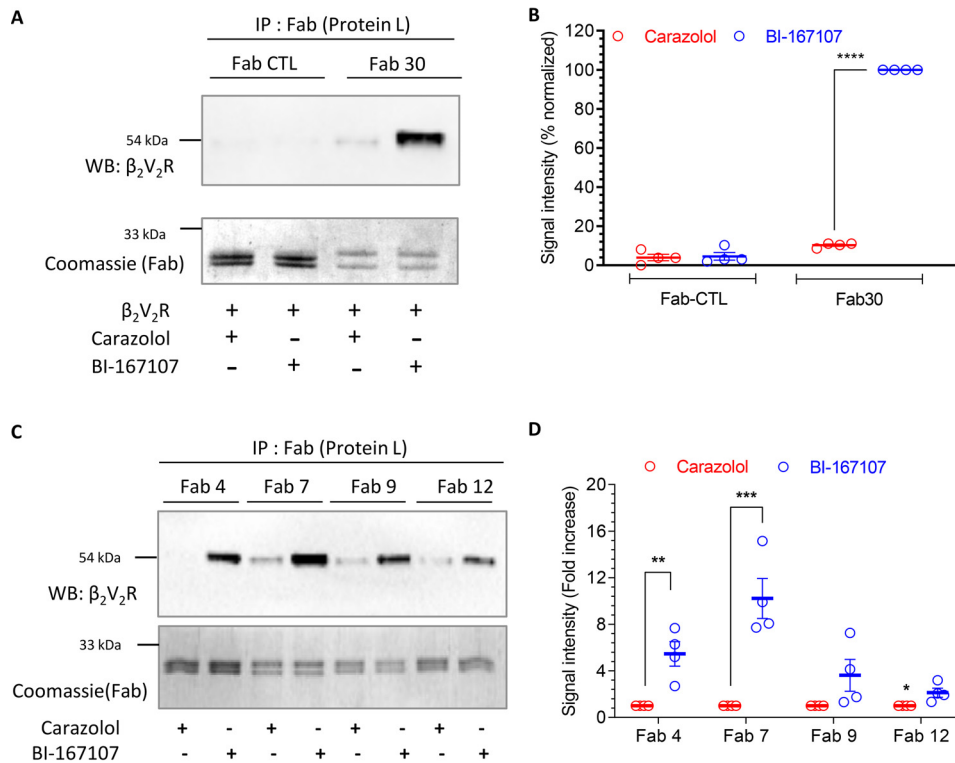 A
IP : Fab (Protein L)
Fab CTL Fab 30
54 kDa
WB: β₂V₂R
33 kDa
Coomassie (Fab)
β₂V₂R + + + +
Carazolol + - + -
BI-167107 - + - +
B
Carazolol BI-167107
Signal intensity (% normalized)
120
100
80
60
40
20
0
****
Fab-CTL Fab30
C
IP : Fab (Protein L)
Fab 4 Fab 7 Fab 9 Fab 12
54 kDa
WB: β₂V₂R
33 kDa
Coomassie(Fab)
Carazolol + - + - + - + -
BI-167107 - + - + - + - +
D
Carazolol BI-167107
Signal intensity (Fold increase)
20
16
12
8
4
0
**
***
*
Fab 4 Fab 7 Fab 9 Fab 12